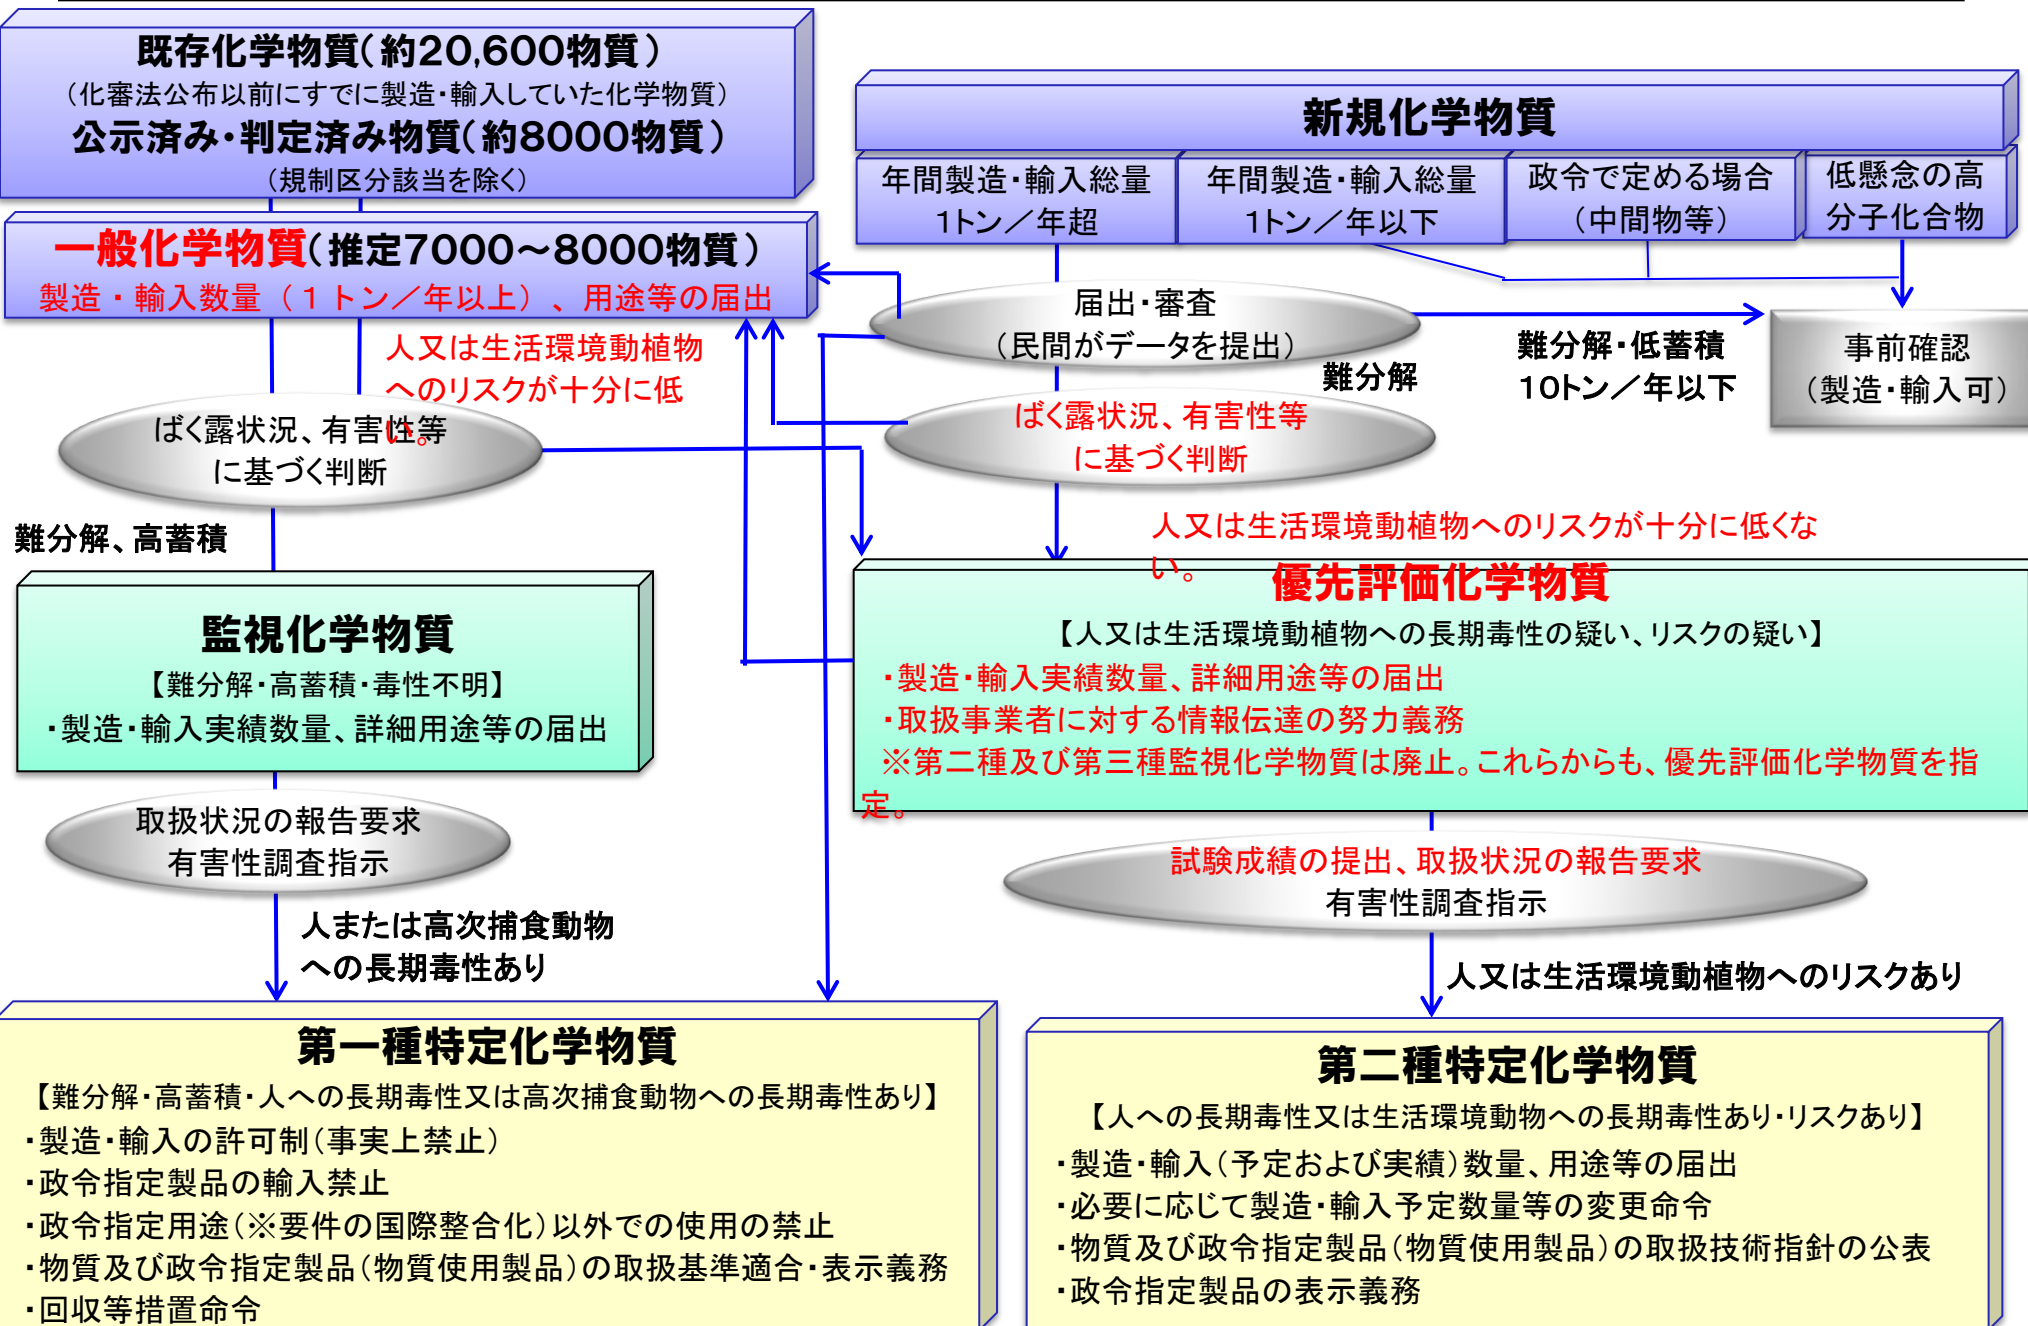 既存化学物質（約20,600物質）
（化審法公布以前にすでに製造・輸入していた化学物質）
公示済み・判定済み物質（約8000物質）
（規制区分該当を除く）
一般化学物質（推定7000～8000物質）
製造・輸入数量（１トン／年以上）、用途等の届出
新規化学物質
年間製造・輸入総量
1トン／年超
年間製造・輸入総量
1トン／年以下
政令で定める場合
（中間物等）
低懸念の高
分子化合物
届出・審査
（民間がデータを提出）
難分解
難分解・低蓄積
１０トン／年以下
事前確認
（製造・輸入可）
人又は生活環境動植物
へのリスクが十分に低
い。
ばく露状況、有害性等
に基づく判断
ばく露状況、有害性等
に基づく判断
難分解、高蓄積
人又は生活環境動植物へのリスクが十分に低くな
い。
監視化学物質
【難分解・高蓄積・毒性不明】
・製造・輸入実績数量、詳細用途等の届出
優先評価化学物質
【人又は生活環境動植物への長期毒性の疑い、リスクの疑い】
・製造・輸入実績数量、詳細用途等の届出
・取扱事業者に対する情報伝達の努力義務
※第二種及び第三種監視化学物質は廃止。これらからも、優先評価化学物質を指
定。
取扱状況の報告要求
有害性調査指示
試験成績の提出、取扱状況の報告要求
有害性調査指示
人または高次捕食動物
への長期毒性あり
人又は生活環境動植物へのリスクあり
第一種特定化学物質
【難分解・高蓄積・人への長期毒性又は高次捕食動物への長期毒性あり】
・製造・輸入の許可制（事実上禁止）
・政令指定製品の輸入禁止
・政令指定用途（※要件の国際整合化）以外での使用の禁止
・物質及び政令指定製品（物質使用製品）の取扱基準適合・表示義務
・回収等措置命令
第二種特定化学物質
【人への長期毒性又は生活環境動物への長期毒性あり・リスクあり】
・製造・輸入（予定および実績）数量、用途等の届出
・必要に応じて製造・輸入予定数量等の変更命令
・物質及び政令指定製品（物質使用製品）の取扱技術指針の公表
・政令指定製品の表示義務